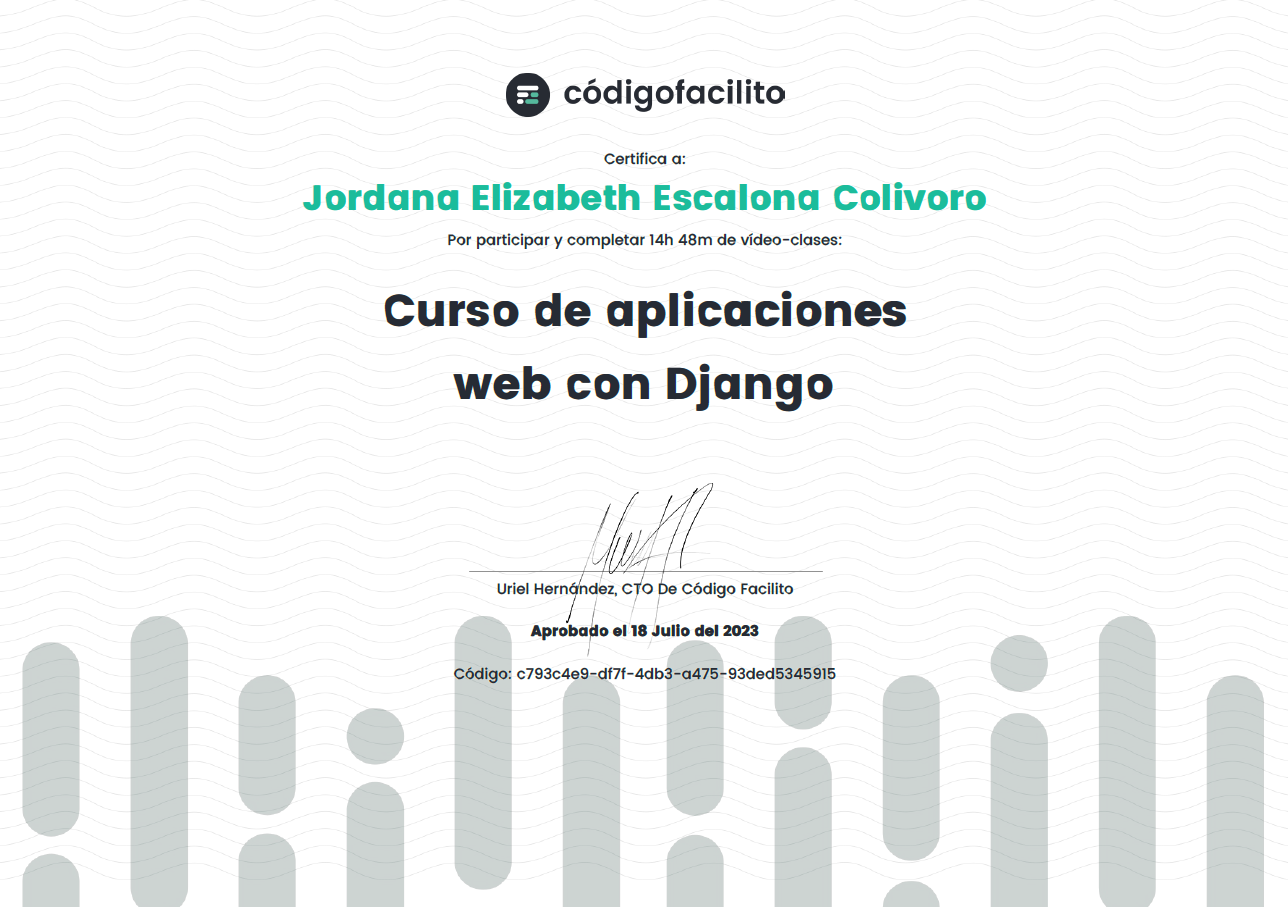 códigofacilito
Certifica a:
Jordana Elizabeth Escalona Colivoro
Por participar y completar 14h 48m de vídeo-clases:
Curso de aplicaciones
web con Django
Uriel Hernández, CTO De Código Facilito
Aprobado el 18 Julio del 2023
Código: c793c4e9-df7f-4db3-a475-93ded5345915